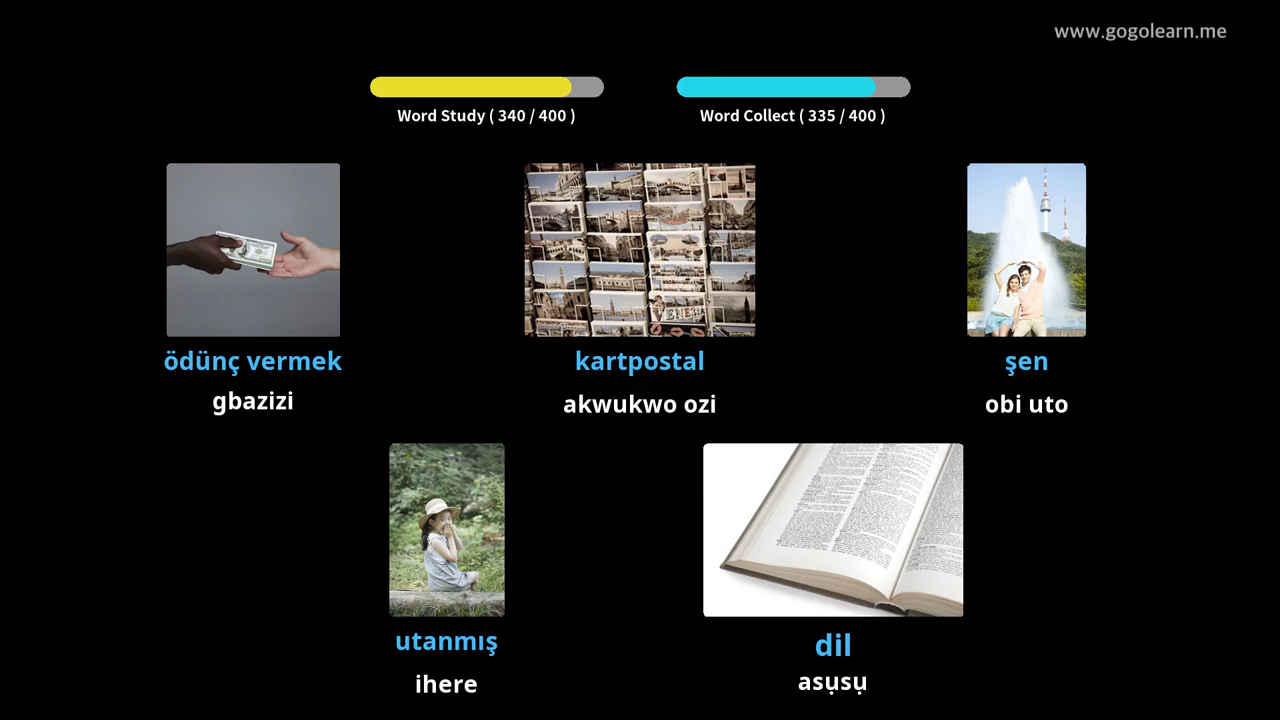 www.gogolearn.me
Word Study ( 340 / 400 )
Word Collect ( 335 / 400 )
ödünç vermek
gbazizi
kartpostal
akwukwo ozi
şen
obi uto
utanmış
ihere
dil
asụsụ